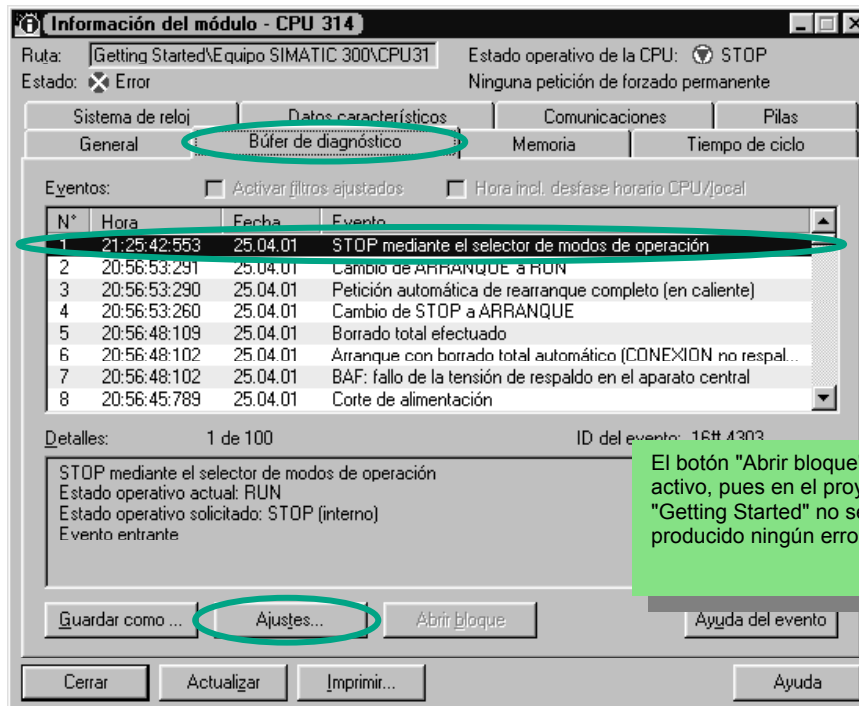 Información del módulo - CPU 314
Ruta: Getting Started\Equipo SIMATIC 300\CPU31 Estado operativo de la CPU: STOP
Estado: Error Ninguna petición de forzado permanente
Sistema de reloj Datos característicos Comunicaciones Pilas
General Búfer de diagnóstico Memoria Tiempo de ciclo
Eventos: Activar filtros ajustados Hora incl. desfase horario CPU/local
N° Hora Fecha Evento
1 21:25:42:553 25.04.01 STOP mediante el selector de modos de operación
2 20:56:53:291 25.04.01 Cambio de ARRANQUE a RUN
3 20:56:53:290 25.04.01 Petición automática de rearranque completo (en caliente)
4 20:56:53:260 25.04.01 Cambio de STOP a ARRANQUE
5 20:56:48:109 25.04.01 Borrado total efectuado
6 20:56:48:102 25.04.01 Arranque con borrado total automático (CONEXION no respal...
7 20:56:48:102 25.04.01 BAF: fallo de la tensión de respaldo en el aparato central
8 20:56:45:789 25.04.01 Corte de alimentación
Detalles: 1 de 100 ID del evento: 16# 4303
STOP mediante el selector de modos de operación
Estado operativo actual: RUN
Estado operativo solicitado: STOP (interno)
Evento entrante
El botón "Abrir bloque
activo, pues en el proy
"Getting Started" no se
producido ningún erro
Guardar como ... Ajustes... Abrir bloque Ayuda del evento
Cerrar Actualizar Imprimir... Ayuda